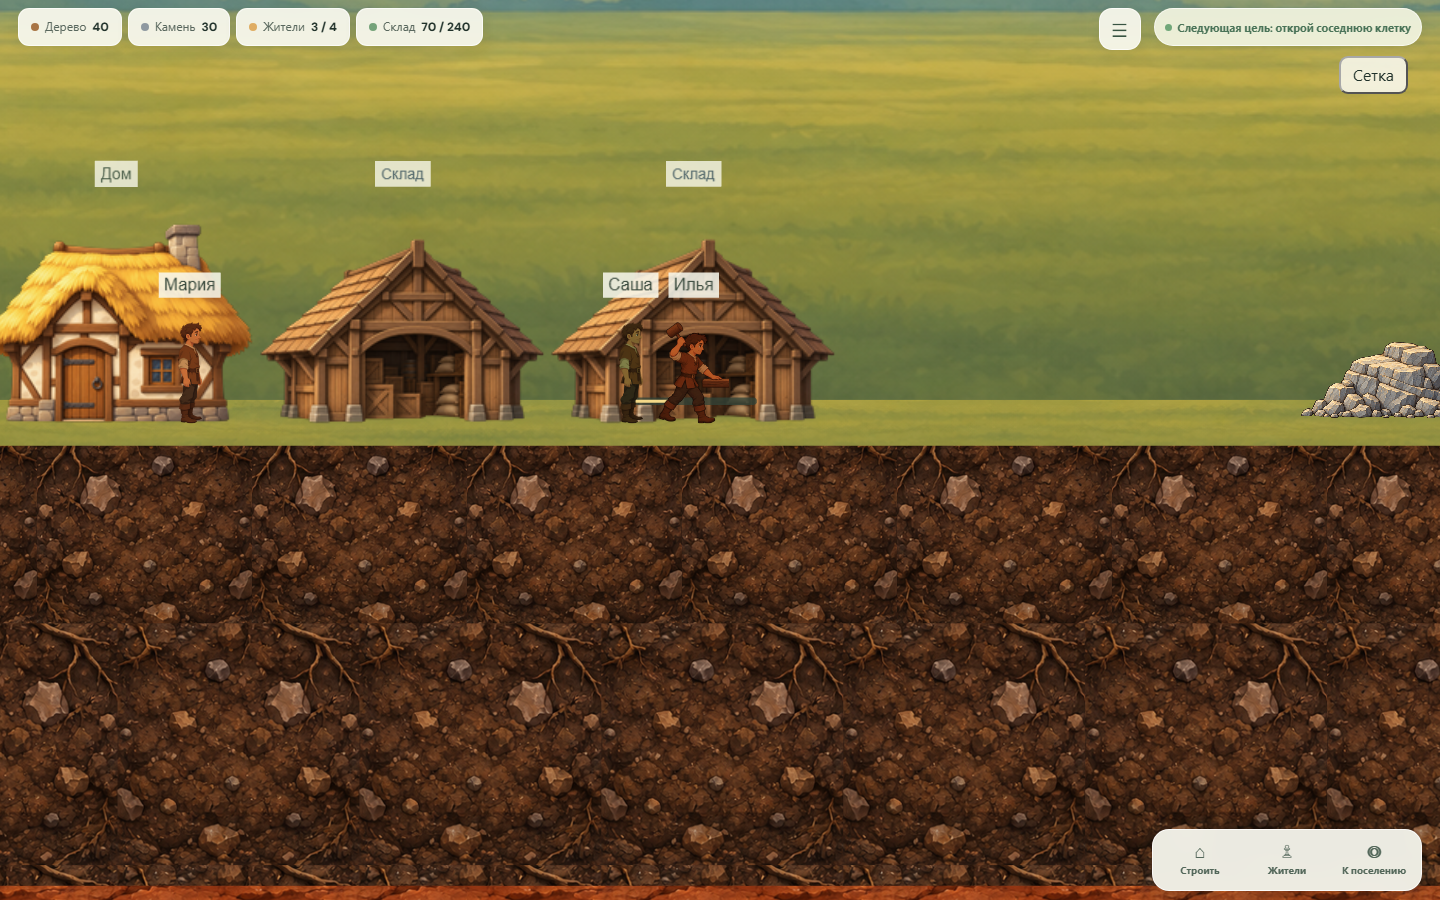 Дерево 40
Камень 30
Жители 3 / 4
Склад 70 / 240
☰
Следующая цель: открой соседнюю клетку
Сетка
Дом
Склад
Склад
Мария
Саша
Илья
Строить
Жители
К поселению